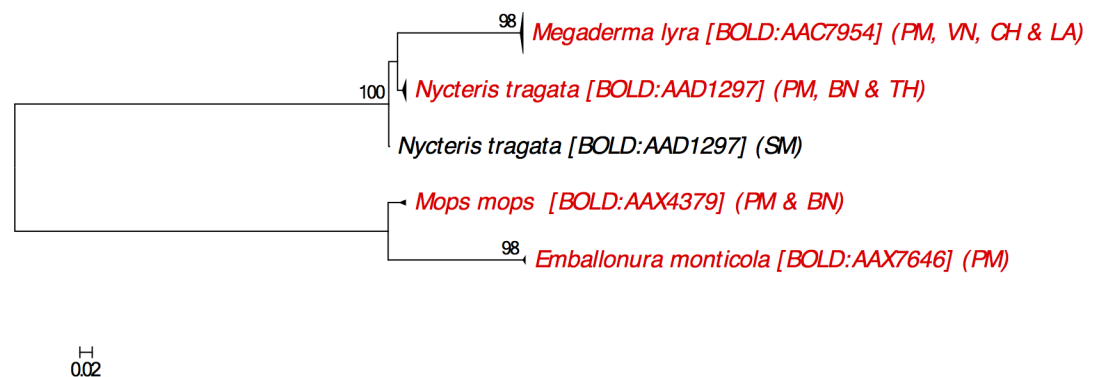 98
Megaderma lyra [BOLD:AAC7954] (PM, VN, CH & LA)
100
Nycteris tragata [BOLD:AAD1297] (PM, BN & TH)
Nycteris tragata [BOLD:AAD1297] (SM)
Mops mops [BOLD:AAX4379] (PM & BN)
98
Emballonura monticola [BOLD:AAX7646] (PM)
0.02